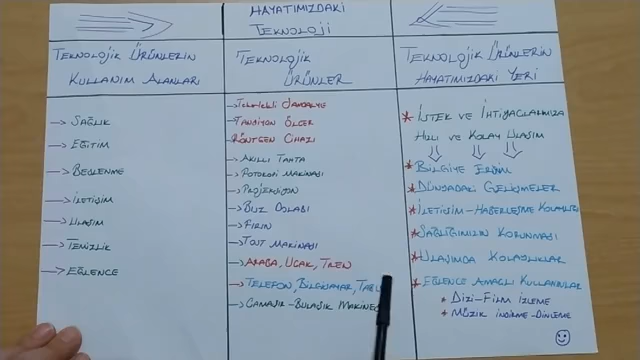 HAYATIMIZDAKİ
TEKNOLOJİ
TEKNOLOJİK ÜRÜNLERİN
KULLANIM ALANLARI
SAĞLIK
EĞİTİM
BESLENME
İLETİŞİM
ULAŞIM
TEMİZLİK
EĞLENCE
TEKNOLOJİK
ÜRÜNLER
TEKERLEKLİ SANDALYE
TANSİYON ÖLÇER
RÖNTGEN CİHAZI
AKILLI TAHTA
FOTOKOPİ MAKİNASI
PROJEKSİYON
BUZ DOLABI
FIRIN
TOST MAKİNASI
ARABA, UÇAK, TREN
TELEFON, BİLGİSAYAR,
ÇAMAŞIR-BULAŞIK
TEKNOLOJİK ÜRÜNLERİN
HAYATIMIZDAKİ YERİ
* İSTEK VE İHTİYAÇLARIMIZA
HIZLI VE KOLAY ULAŞIM
* BİLGİYE ERİŞİM
* DÜNYADAKİ GELİŞMELER
* İLETİŞİM-HABERLEŞME KOLAYLIĞI
* SAĞLIĞIMIZIN KORUNMASI
* ULAŞIMDA KOLAYLIKLAR
* EĞLENCE AMAÇLI KULLANIMLAR
* DİZİ-FİLM İZLEME
* MÜZİK İNDİRME-DİNLEME